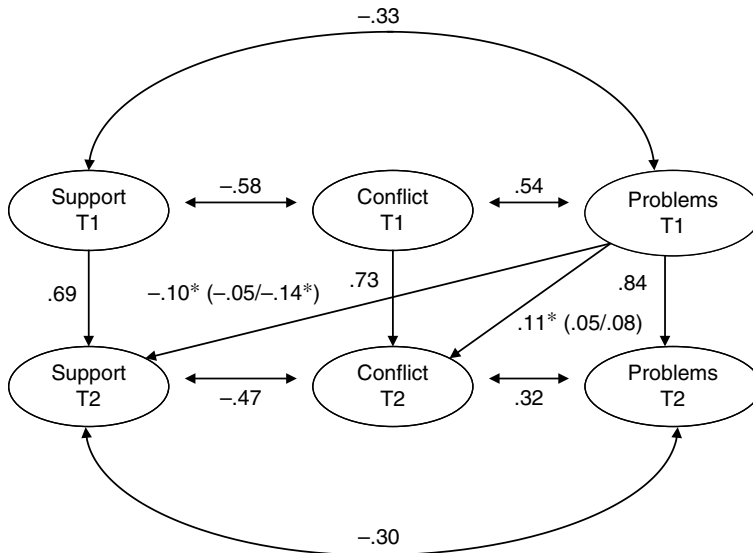 –.33
Support
T1
–.58
Conflict
T1
.54
Problems
T1
.69
–.10* (–.05/–.14*)
.73
.11* (.05/.08)
.84
Support
T2
–.47
Conflict
T2
.32
Problems
T2
–.30